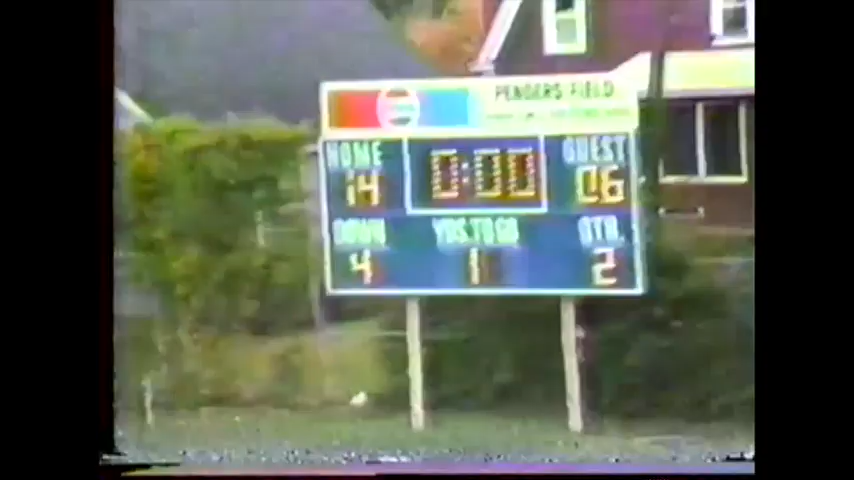 PENDERS FIELD
HOME GUEST
14 0:00 06
DOWN YDS.TO GO QTR.
4 1 2